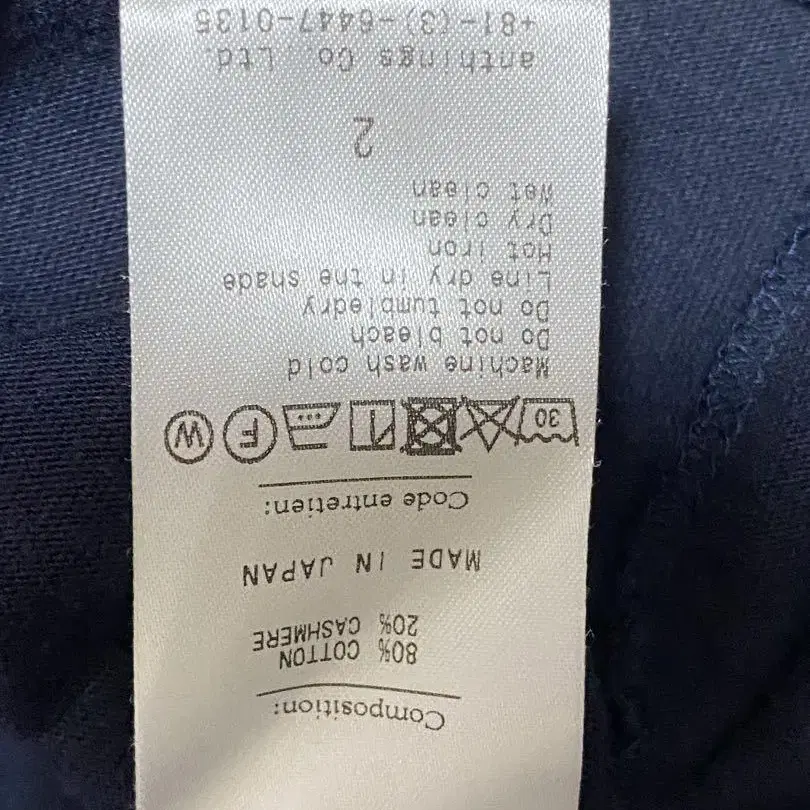 Composition:
80% COTTON
20% CASHMERE
MADE IN JAPAN
Code entretien:
30 F W
Machine wash cold
Do not bleach
Do not tumbledry
Line dry in the shade
Hot iron
Dry clean
Wet clean
2
anthings Co. Ltd.
+81-(3)-6447-0135